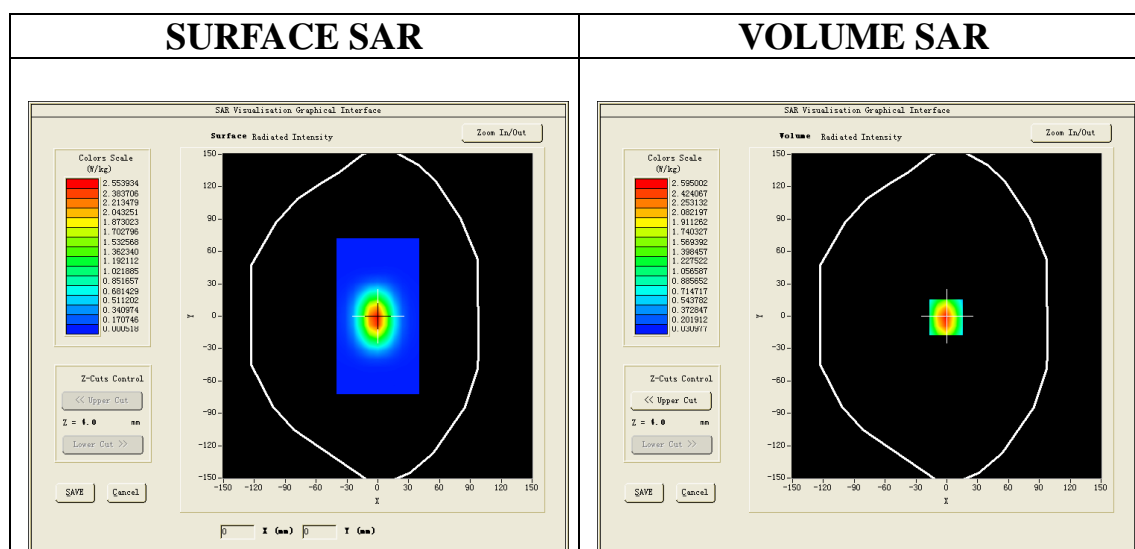 SURFACE SAR
VOLUME SAR
SAR Visualisation Graphical Interface
Surface Radiated Intensity
Zoom In/Out
Colors Scale
(W/kg)
2.553934
2.383706
2.213479
2.043251
1.873023
1.702796
1.532568
1.362340
1.192112
1.021885
0.851657
0.681429
0.511202
0.340974
0.170746
0.000518
150
120
90
60
30
0
-30
-60
-90
-120
-150
Y
-150 -120 -90 -60 -30 0 30 60 90 120 150
X
Z-Cuts Control
<< Upper Cut
Z = 4.0 mm
Lower Cut >>
SAVE Cancel
0 X (mm) 0 Y (mm)
SAR Visualisation Graphical Interface
Volume Radiated Intensity
Zoom In/Out
Colors Scale
(W/kg)
2.595002
2.424067
2.253132
2.082197
1.911262
1.740327
1.569392
1.398457
1.227522
1.056587
0.885652
0.714717
0.543782
0.372847
0.201912
0.030977
150
120
90
60
30
0
-30
-60
-90
-120
-150
Y
-150 -120 -90 -60 -30 0 30 60 90 120 150
X
Z-Cuts Control
<< Upper Cut
Z = 4.0 mm
Lower Cut >>
SAVE Cancel